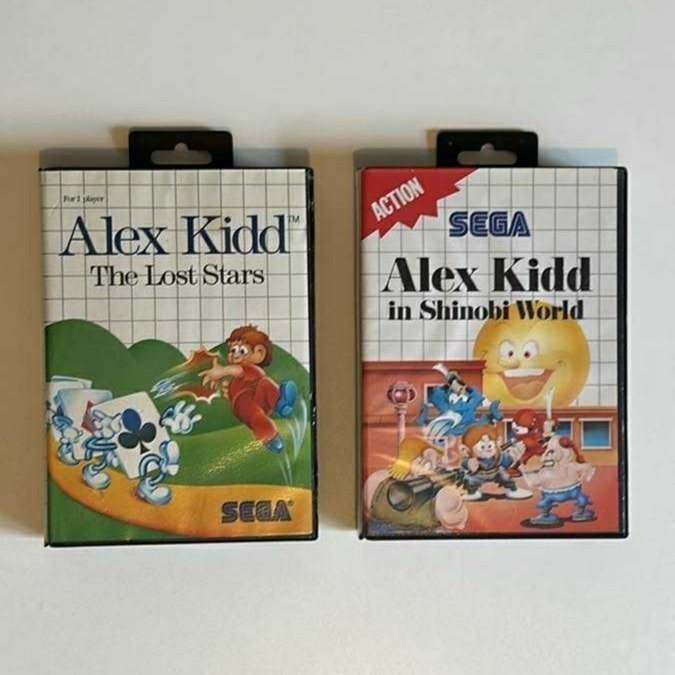 For 1 player
Alex Kidd™
The Lost Stars
SEGA®
ACTION
SEGA
Alex Kidd
in Shinobi World